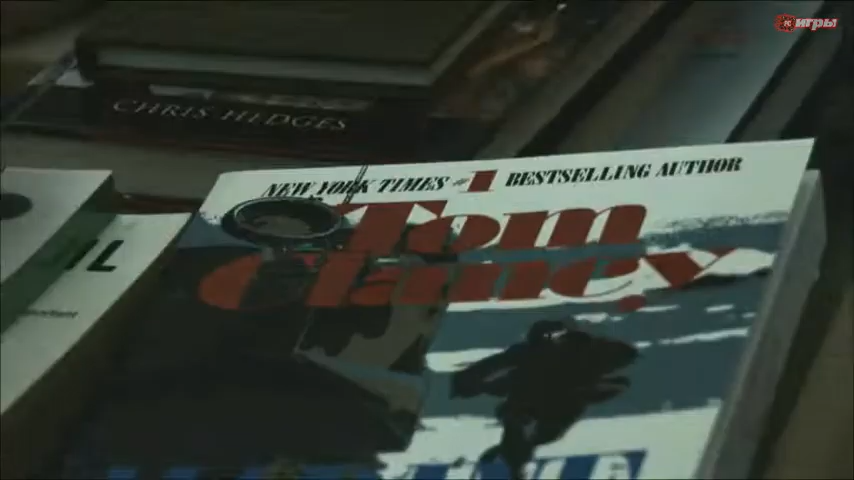 игры
CHRIS HEDGES
NEW YORK TIMES #1 BESTSELLING AUTHOR
Tom
Clancy